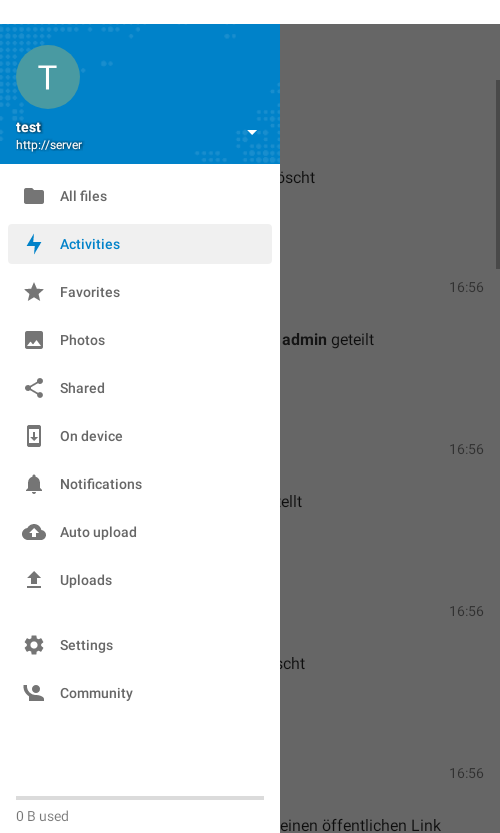 T
test
http://server
All files
Activities
Favorites
Photos
Shared
On device
Notifications
Auto upload
Uploads
Settings
Community
0 B used
öscht
16:56
admin geteilt
16:56
tellt
16:56
scht
16:56
einen öffentlichen Link